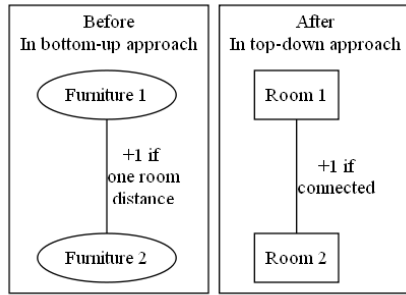 Before
In bottom-up approach
Furniture 1
+1 if
one room
distance
Furniture 2
After
In top-down approach
Room 1
+1 if
connected
Room 2